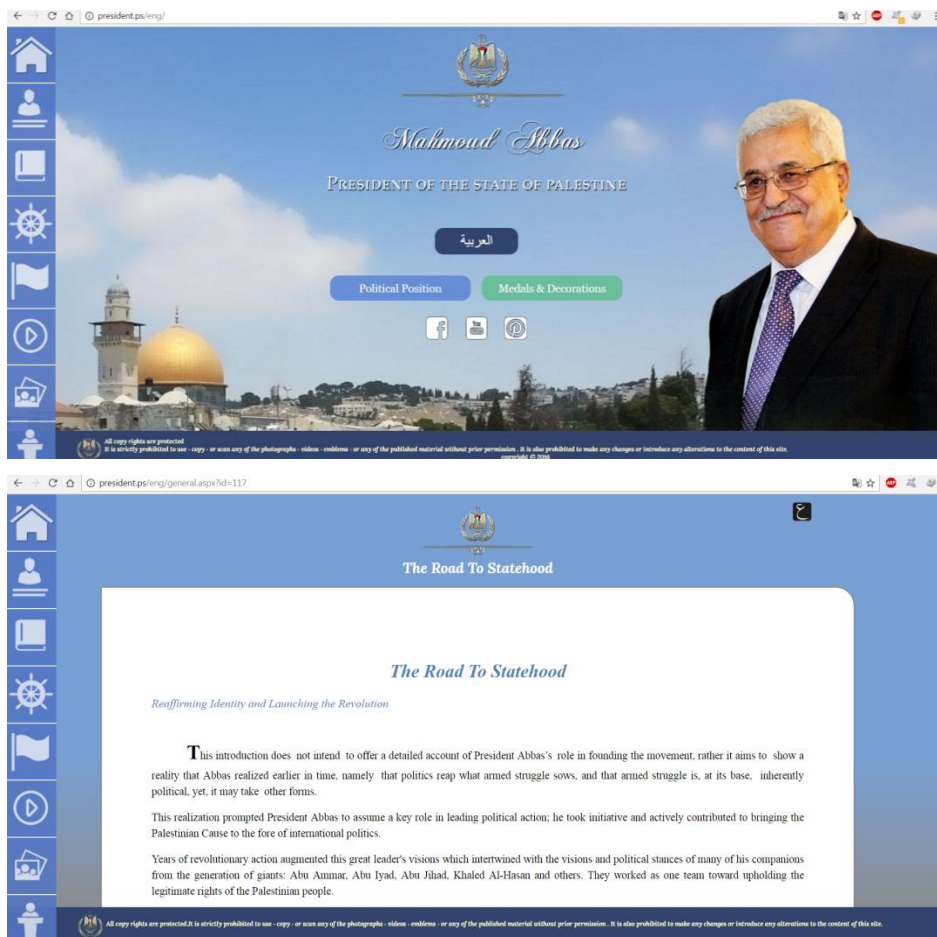 president.ps/eng/
ABP
Mahmoud Abbas
PRESIDENT OF THE STATE OF PALESTINE
العربية
Political Position
Medals & Decorations
f
You
All copy rights are protected
It is strictly prohibited to use - copy - or scan any of the photographs - videos - emblems - or any of the published material without prior permission . It is also prohibited to make any changes or introduce any alterations to the content of this site.
copyright © 2016
president.ps/eng/general.aspx?id=117
ABP
ع
The Road To Statehood
The Road To Statehood
Reaffirming Identity and Launching the Revolution
This introduction does not intend to offer a detailed account of President Abbas's role in founding the movement, rather it aims to show a
reality that Abbas realized earlier in time, namely that politics reap what armed struggle sows, and that armed struggle is, at its base, inherently
political, yet, it may take other forms.
This realization prompted President Abbas to assume a key role in leading political action; he took initiative and actively contributed to bringing the
Palestinian Cause to the fore of international politics.
Years of revolutionary action augmented this great leader's visions which intertwined with the visions and political stances of many of his companions
from the generation of giants: Abu Ammar, Abu Iyad, Abu Jihad, Khaled Al-Hasan and others. They worked as one team toward upholding the
legitimate rights of the Palestinian people.
All copy rights are protected.It is strictly prohibited to use - copy - or scan any of the photographs - videos - emblems - or any of the published material without prior permission . It is also prohibited to make any changes or introduce any alterations to the content of this site.